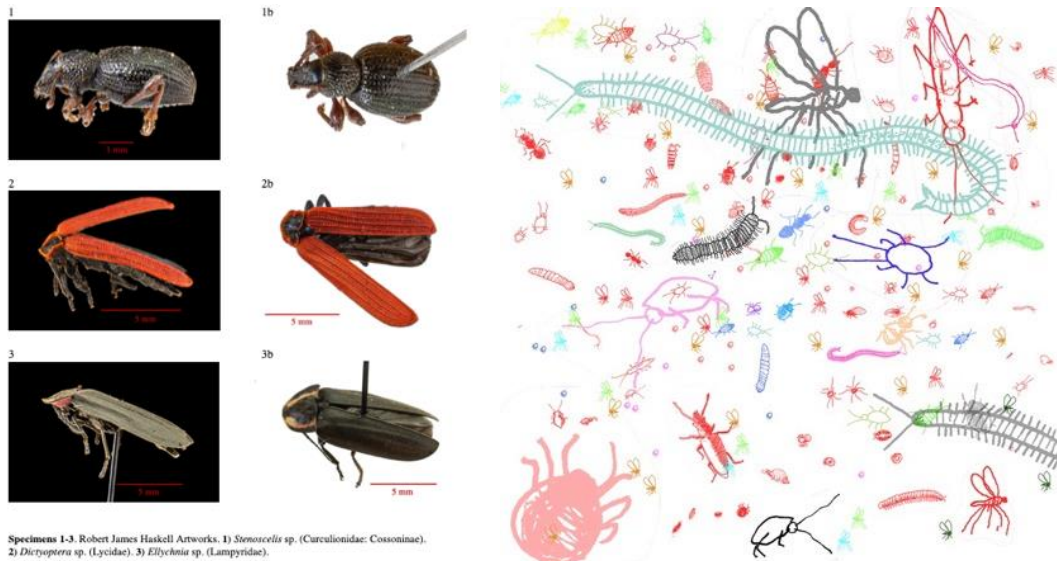 1
1b
1 mm
2
2b
5 mm
5 mm
3
3b
5 mm
5 mm
Specimens 1-3. Robert James Haskell Artworks. 1) Stenoscelis sp. (Curculionidae: Cossoninae).
2) Dictyoptera sp. (Lycidae). 3) Ellychnia sp. (Lampyridae).